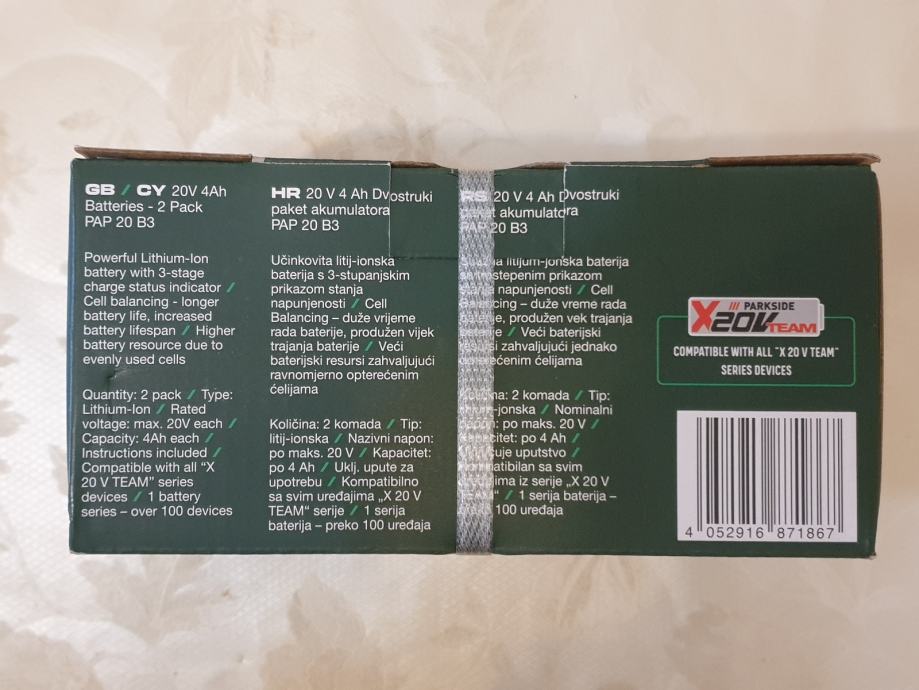 GB / CY 20V 4Ah
Batteries - 2 Pack
PAP 20 B3
Powerful Lithium-Ion
battery with 3-stage
charge status indicator /
Cell balancing - longer
battery life, increased
battery lifespan / Higher
battery resource due to
evenly used cells
Quantity: 2 pack / Type:
Lithium-Ion / Rated
voltage: max. 20V each /
Capacity: 4Ah each /
Instructions included /
Compatible with all “X
20 V TEAM” series
devices / 1 battery
series – over 100 devices
HR 20 V 4 Ah Dvostruki
paket akumulatora
PAP 20 B3
Učinkovita litij-ionska
baterija s 3-stupanjskim
prikazom stanja
napunjenosti / Cell
Balancing – duže vrijeme
rada baterije, produžen vijek
trajanja baterije / Veći
baterijski resursi zahvaljujući
ravnomjerno opterećenim
ćelijama
Količina: 2 komada / Tip:
litij-ionska / Nazivni napon:
po maks. 20 V / Kapacitet:
po 4 Ah / Uklj. upute za
upotrebu / Kompatibilno
sa svim uređajima „X 20 V
TEAM“ serije / 1 serija
baterija – preko 100 uređaja
RS 20 V 4 Ah Dvostruki
paket akumulatora
PAP 20 B3
litijum-jonska baterija
prikazom
napunjenosti / Cell
– duže vreme rada
produžen vek trajanja
/ Veći baterijski
zahvaljujući jednako
ćelijama
2 komada / Tip:
/ Nominalni
po maks. 20 V /
po 4 Ah /
uputstvo /
sa svim
iz serije „X 20 V
/ 1 serija baterija –
100 uređaja
/// PARKSIDE
X20V TEAM
COMPATIBLE WITH ALL "X 20 V TEAM"
SERIES DEVICES
4 052916 871867